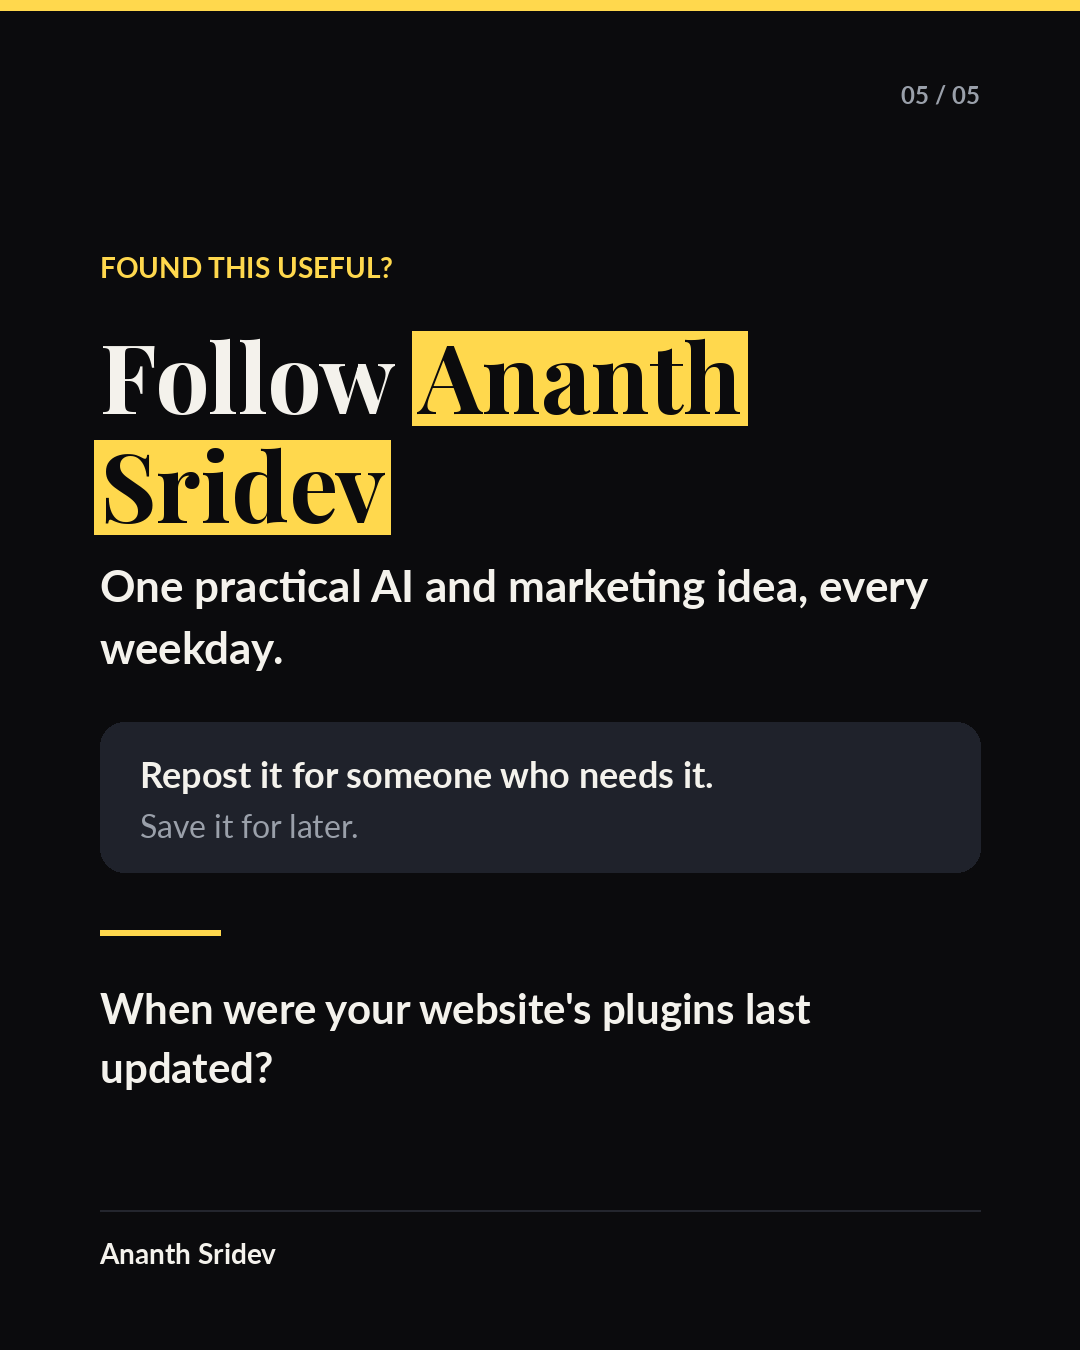 05 / 05
FOUND THIS USEFUL?
Follow Ananth
Sridev
One practical AI and marketing idea, every
weekday.
Repost it for someone who needs it.
Save it for later.
When were your website's plugins last
updated?
Ananth Sridev